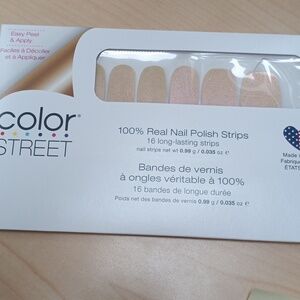 Easy Peel
& Apply
Faciles à Décoller
et à Appliquer
color
STREET
100% Real Nail Polish Strips
16 long-lasting strips
nail strips net wt 0.99 g / 0.035 oz ℮
Bandes de vernis
à ongles véritable à 100%
16 bandes de longue durée
Poids net des bandes de vernis 0.99 g / 0.035 oz ℮
Made
Fabriqu
ÉTATS